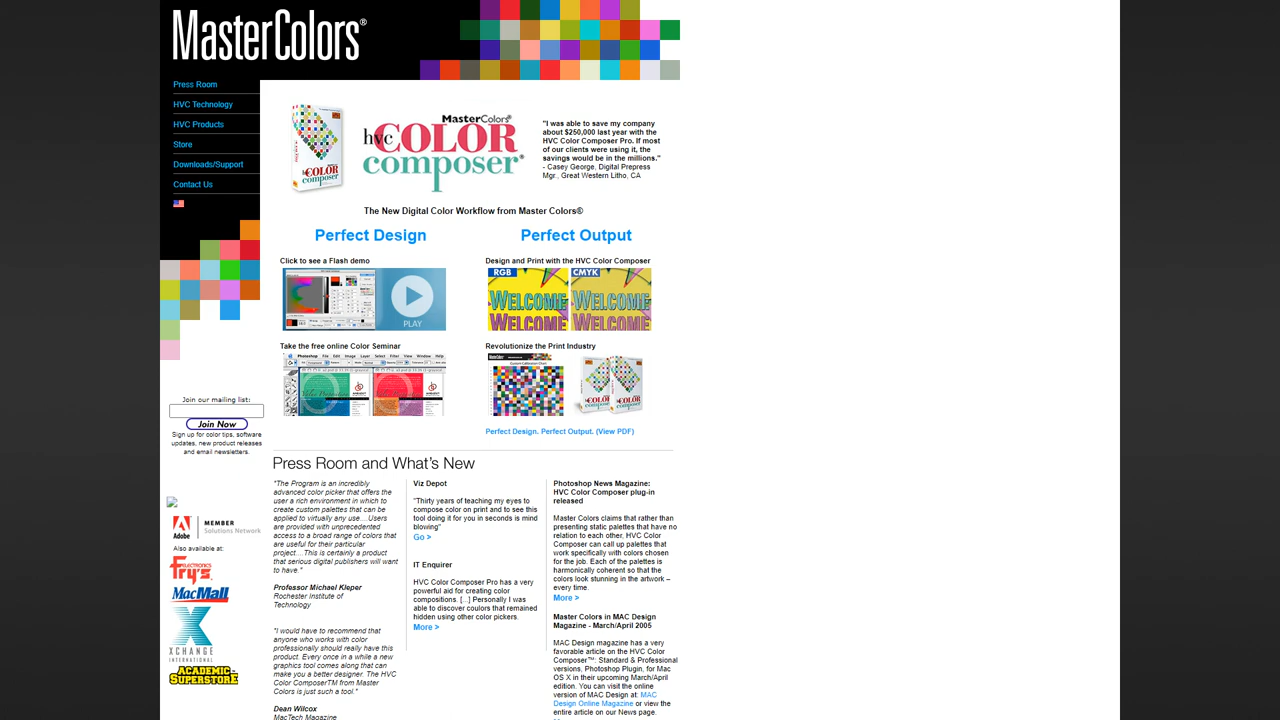 MasterColors®
Press Room
HVC Technology
HVC Products
Store
Downloads/Support
Contact Us
MasterColors®
hvc COLOR
composer®
"I was able to save my company
about $250,000 last year with the
HVC Color Composer Pro. If most
of our clients were using it, the
savings would be in the millions."
- Casey George, Digital Prepress
Mgr., Great Western Litho, CA
The New Digital Color Workflow from Master Colors®
Perfect Design
Perfect Output
Click to see a Flash demo
PLAY
Design and Print with the HVC Color Composer
RGB
CMYK
WELCOME
WELCOME
WELCOME
WELCOME
Take the free online Color Seminar
Photoshop File Edit Image Layer Select Filter View Window Help
Revolutionize the Print Industry
Perfect Design. Perfect Output. (View PDF)
Join our mailing list:
Join Now
Sign up for color tips, software
updates, new product releases
and email newsletters.
Adobe
MEMBER
Solutions Network
Also available at:
Fry's
ELECTRONICS
MacMall
XCHANGE
INTERNATIONAL
ACADEMIC
SUPERSTORE
Press Room and What's New
"The Program is an incredibly
advanced color picker that offers the
user a rich environment in which to
create custom palettes that can be
applied to virtually any use....Users
are provided with unprecedented
access to a broad range of colors that
are useful for their particular
project....This is certainly a product
that serious digital publishers will want
to have."
Professor Michael Kleper
Rochester Institute of
Technology
"I would have to recommend that
anyone who works with color
professionally should really have this
product. Every once in a while a new
graphics tool comes along that can
make you a better designer. The HVC
Color ComposerTM from Master
Colors is just such a tool."
Dean Wilcox
MacTech Magazine
Viz Depot
"Thirty years of teaching my eyes to
compose color on print and to see this
tool doing it for you in seconds is mind
blowing"
Go >
IT Enquirer
HVC Color Composer Pro has a very
powerful aid for creating color
compositions. [...] Personally I was
able to discover coulors that remained
hidden using other color pickers.
More >
Photoshop News Magazine:
HVC Color Composer plug-in
released
Master Colors claims that rather than
presenting static palettes that have no
relation to each other, HVC Color
Composer can call up palettes that
work specifically with colors chosen
for the job. Each of the palettes is
harmonically coherent so that the
colors look stunning in the artwork –
every time.
More >
Master Colors in MAC Design
Magazine - March/April 2005
MAC Design magazine has a very
favorable article on the HVC Color
Composer™: Standard & Professional
versions, Photoshop Plugin, for Mac
OS X in their upcoming March/April
edition. You can visit the online
version of MAC Design at: MAC
Design Online Magazine or view the
entire article on our News page.